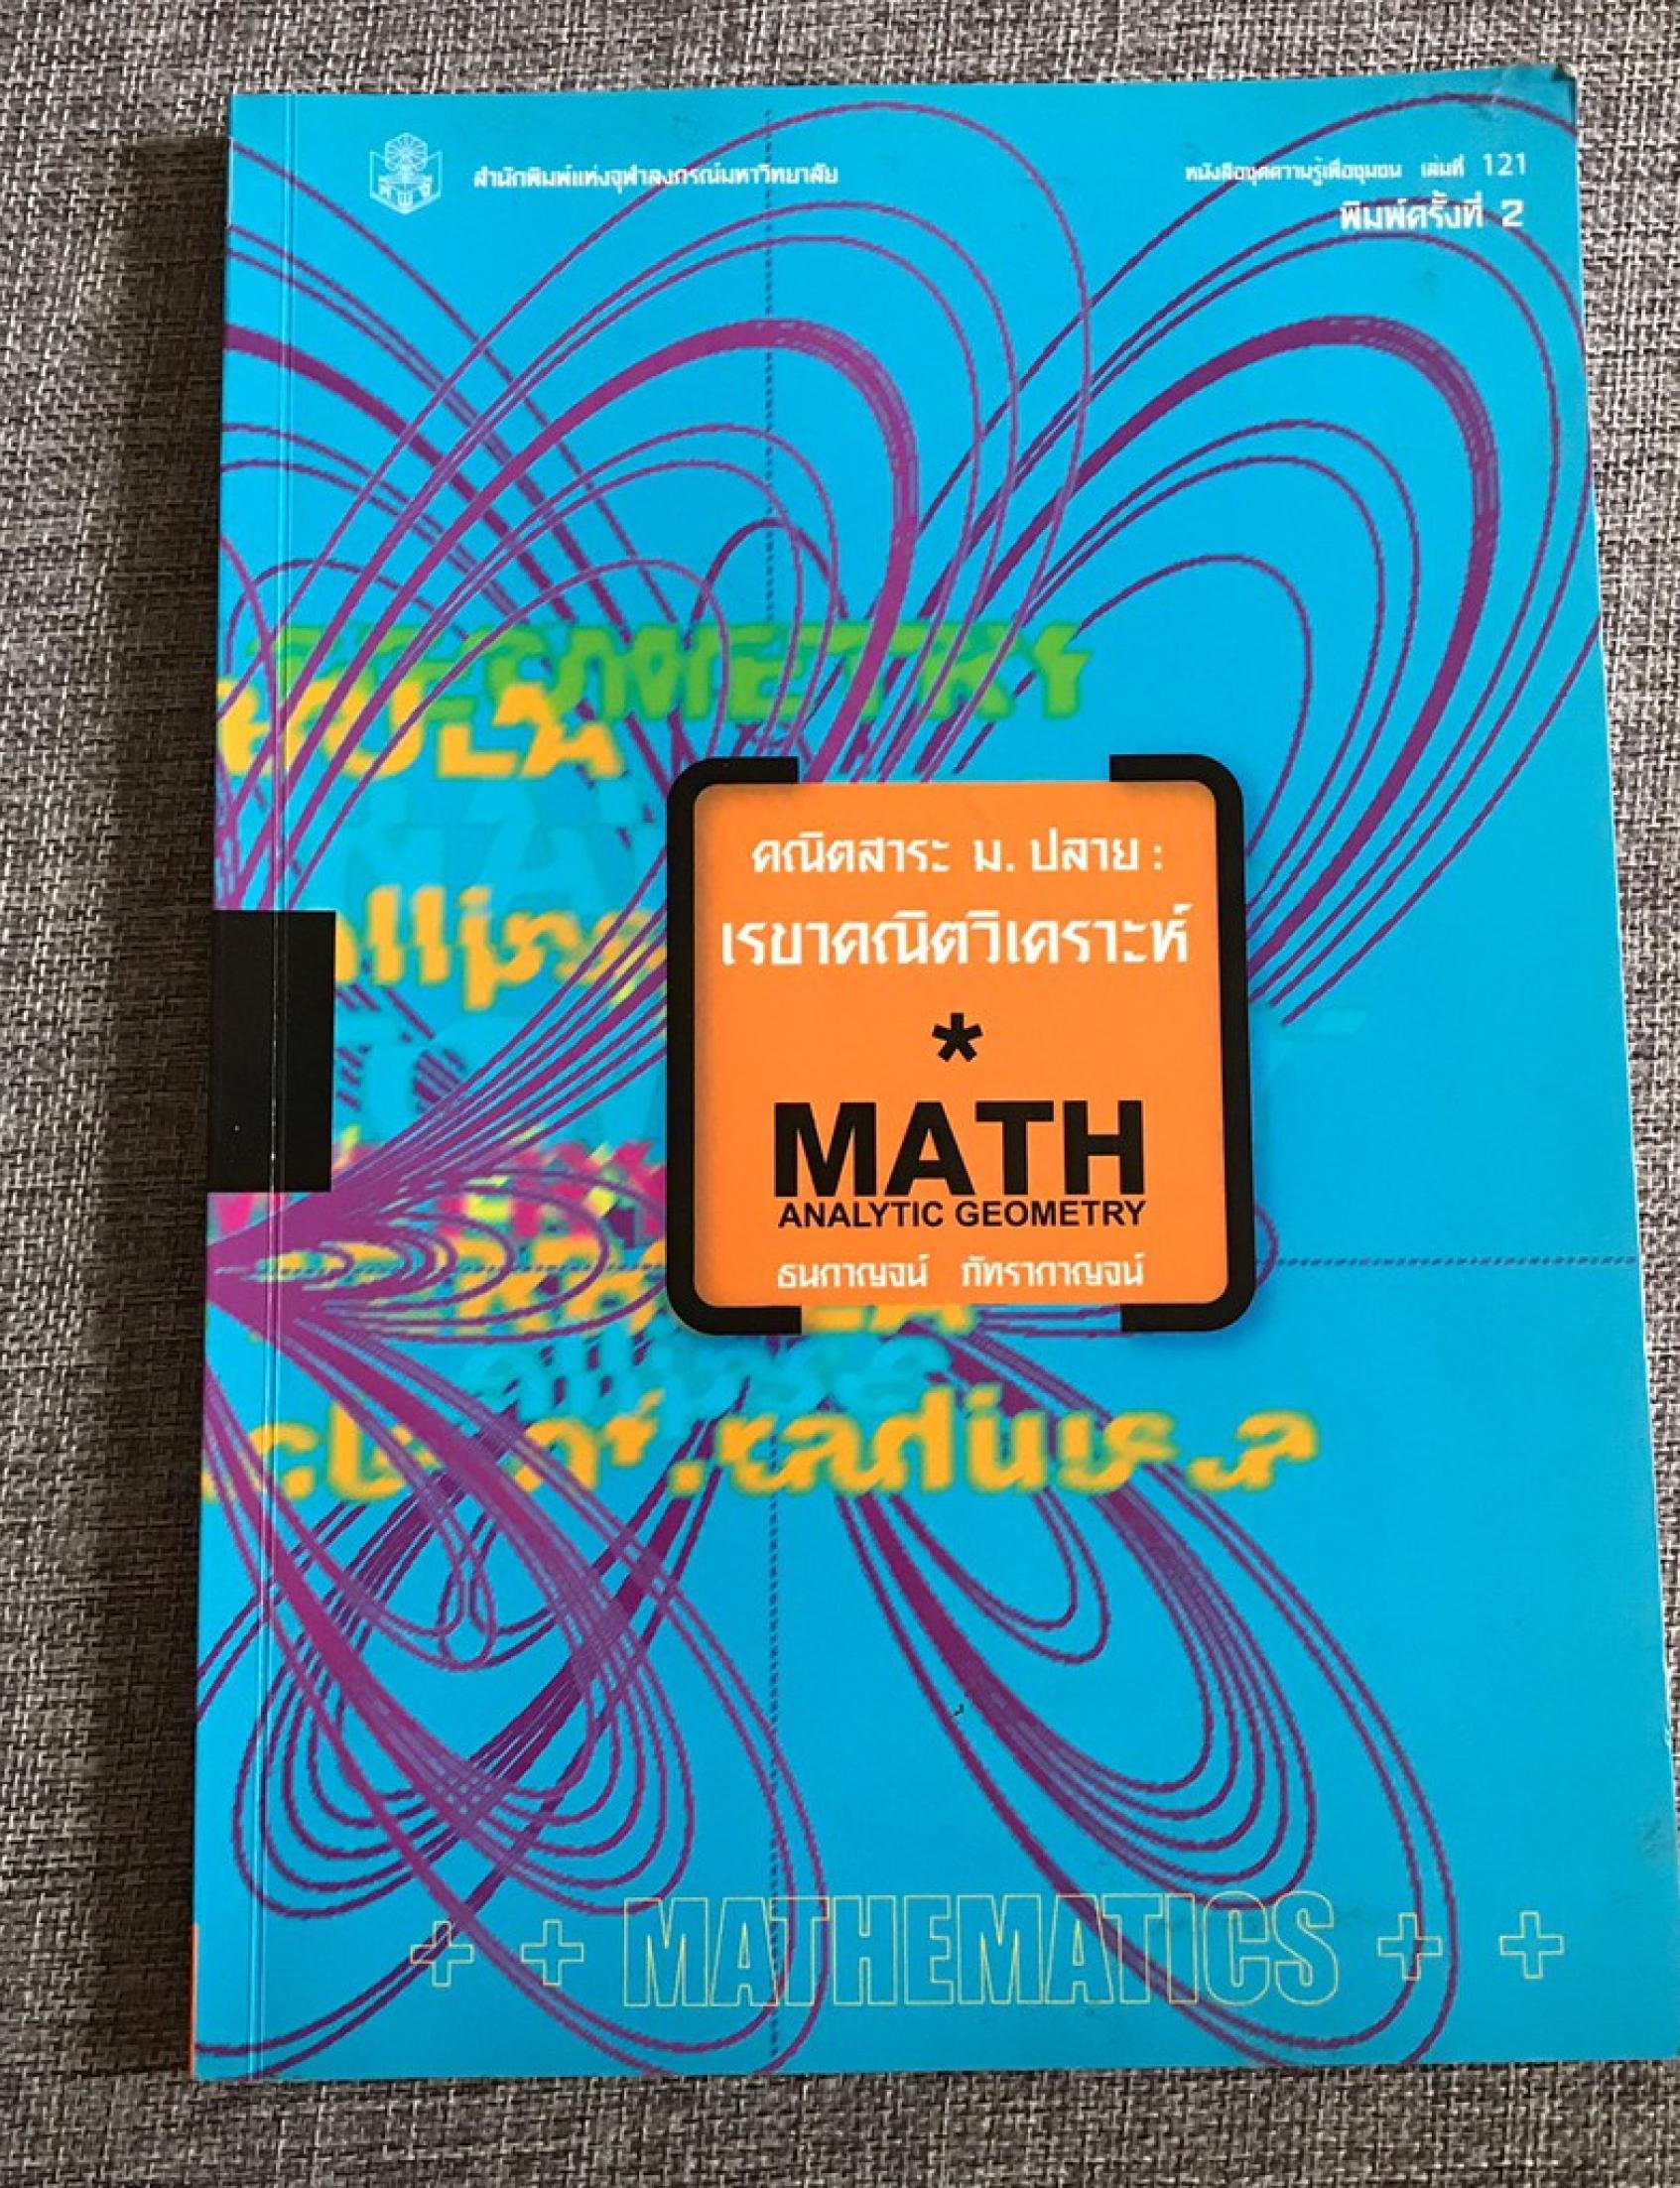 สำนักพิมพ์แห่งจุฬาลงกรณ์มหาวิทยาลัย
หนังสือชุดความรู้เพื่อชุมชน เล่มที่ 121
พิมพ์ครั้งที่ 2
GEOMETRY
คณิตสาระ ม. ปลาย :
เรขาคณิตวิเคราะห์
*
MATH
ANALYTIC GEOMETRY
ธนกาญจน์ ภัทรากาญจน์
ellipse
of radius a
+ + MATHEMATICS + +